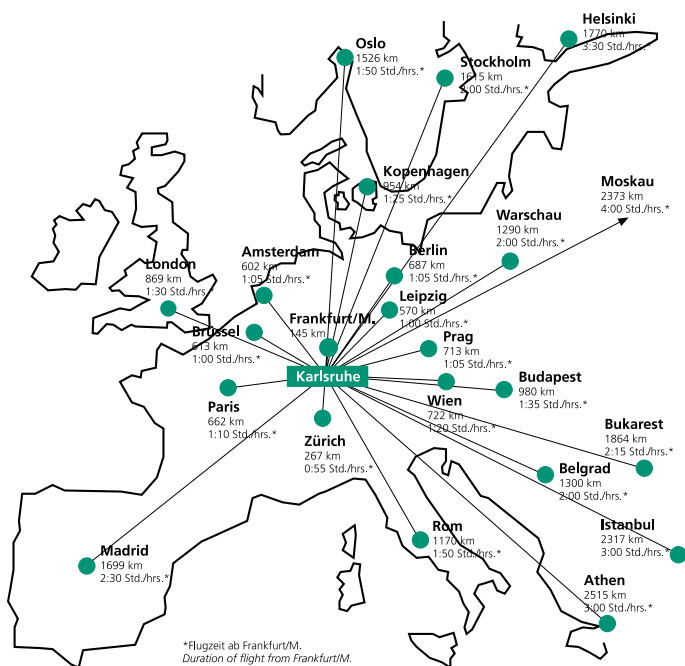 Helsinki
1770 km
3:30 Std./hrs.*
Oslo
1526 km
1:50 Std./hrs.*
Stockholm
1615 km
2:00 Std./hrs.*
Kopenhagen
954 km
1:25 Std./hrs.*
Moskau
2373 km
4:00 Std./hrs.*
Warschau
1290 km
2:00 Std./hrs.*
Amsterdam
602 km
1:05 Std./hrs.*
Berlin
687 km
1:05 Std./hrs.*
London
869 km
1:30 Std./hrs.*
Leipzig
570 km
1:00 Std./hrs.*
Frankfurt/M.
145 km
Brüssel
613 km
1:00 Std./hrs.*
Prag
713 km
1:05 Std./hrs.*
Karlsruhe
Budapest
980 km
1:35 Std./hrs.*
Wien
722 km
1:20 Std./hrs.*
Paris
662 km
1:10 Std./hrs.*
Bukarest
1864 km
2:15 Std./hrs.*
Zürich
267 km
0:55 Std./hrs.*
Belgrad
1300 km
2:00 Std./hrs.*
Istanbul
2317 km
3:00 Std./hrs.*
Rom
1170 km
1:50 Std./hrs.*
Madrid
1699 km
2:30 Std./hrs.*
Athen
2515 km
3:00 Std./hrs.*
*Flugzeit ab Frankfurt/M.
Duration of flight from Frankfurt/M.